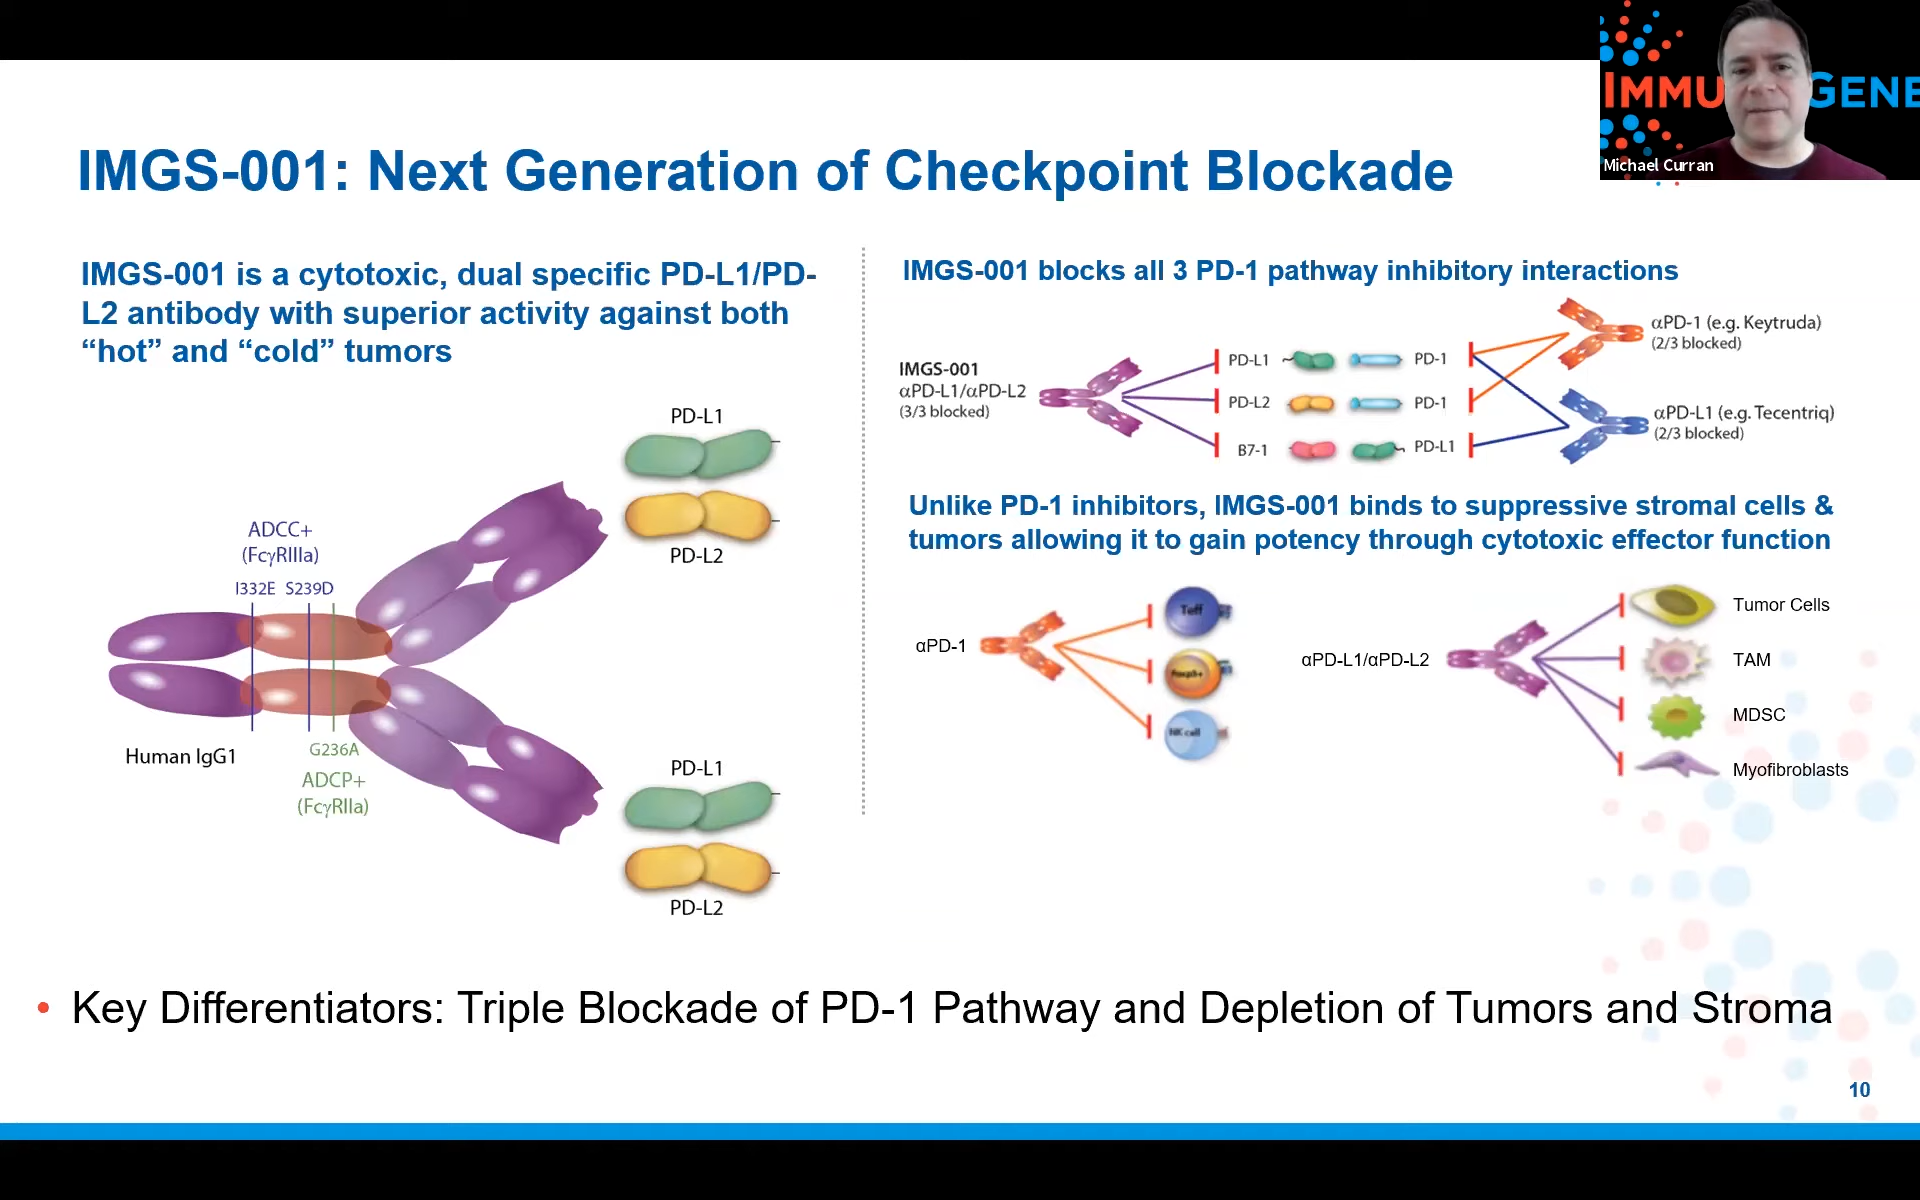 IMMU GENE
Michael Curran
IMGS-001: Next Generation of Checkpoint Blockade
IMGS-001 is a cytotoxic, dual specific PD-L1/PD-
L2 antibody with superior activity against both
“hot” and “cold” tumors
PD-L1
PD-L2
ADCC+
(FcγRIIIa)
I332E S239D
Human IgG1
G236A
ADCP+
(FcγRIIa)
PD-L1
PD-L2
IMGS-001 blocks all 3 PD-1 pathway inhibitory interactions
IMGS-001
αPD-L1/αPD-L2
(3/3 blocked)
PD-L1 PD-1
PD-L2 PD-1
B7-1 PD-L1
αPD-1 (e.g. Keytruda)
(2/3 blocked)
αPD-L1 (e.g. Tecentriq)
(2/3 blocked)
Unlike PD-1 inhibitors, IMGS-001 binds to suppressive stromal cells &
tumors allowing it to gain potency through cytotoxic effector function
αPD-1
Teff
Foxp3+
NK cell
αPD-L1/αPD-L2
Tumor Cells
TAM
MDSC
Myofibroblasts
• Key Differentiators: Triple Blockade of PD-1 Pathway and Depletion of Tumors and Stroma
10